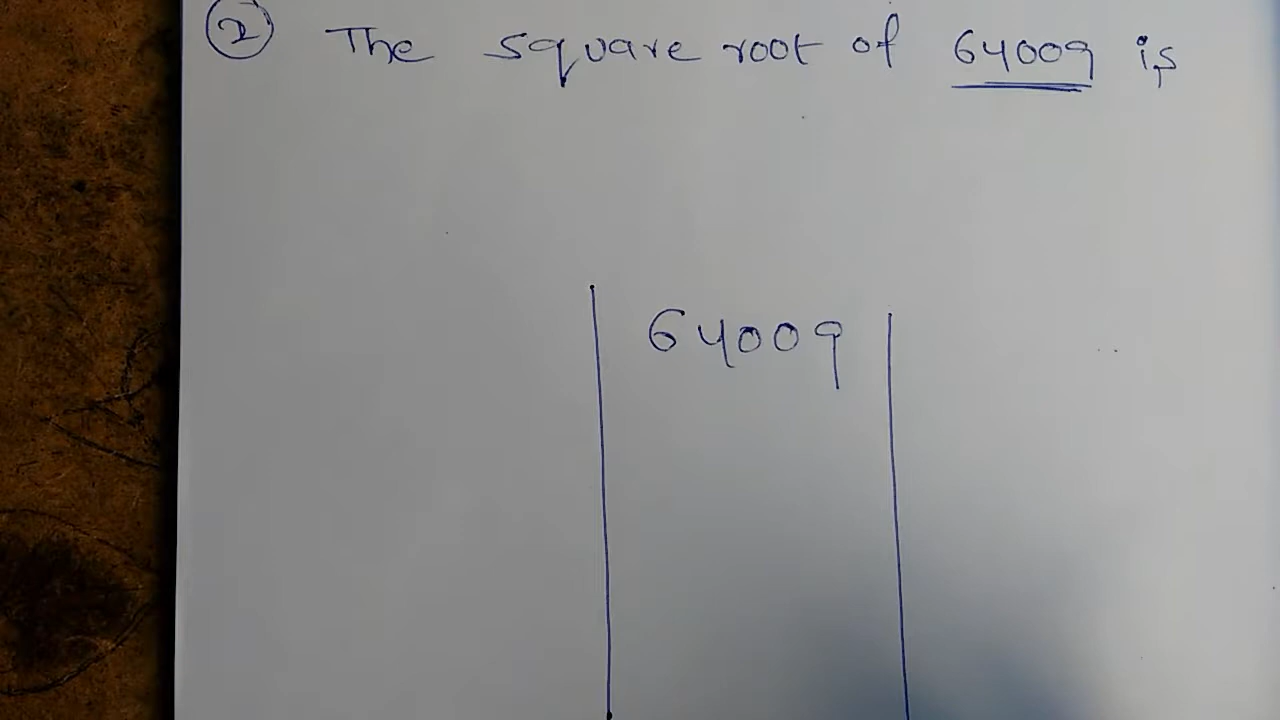 ② The square root of 64009 is
64009